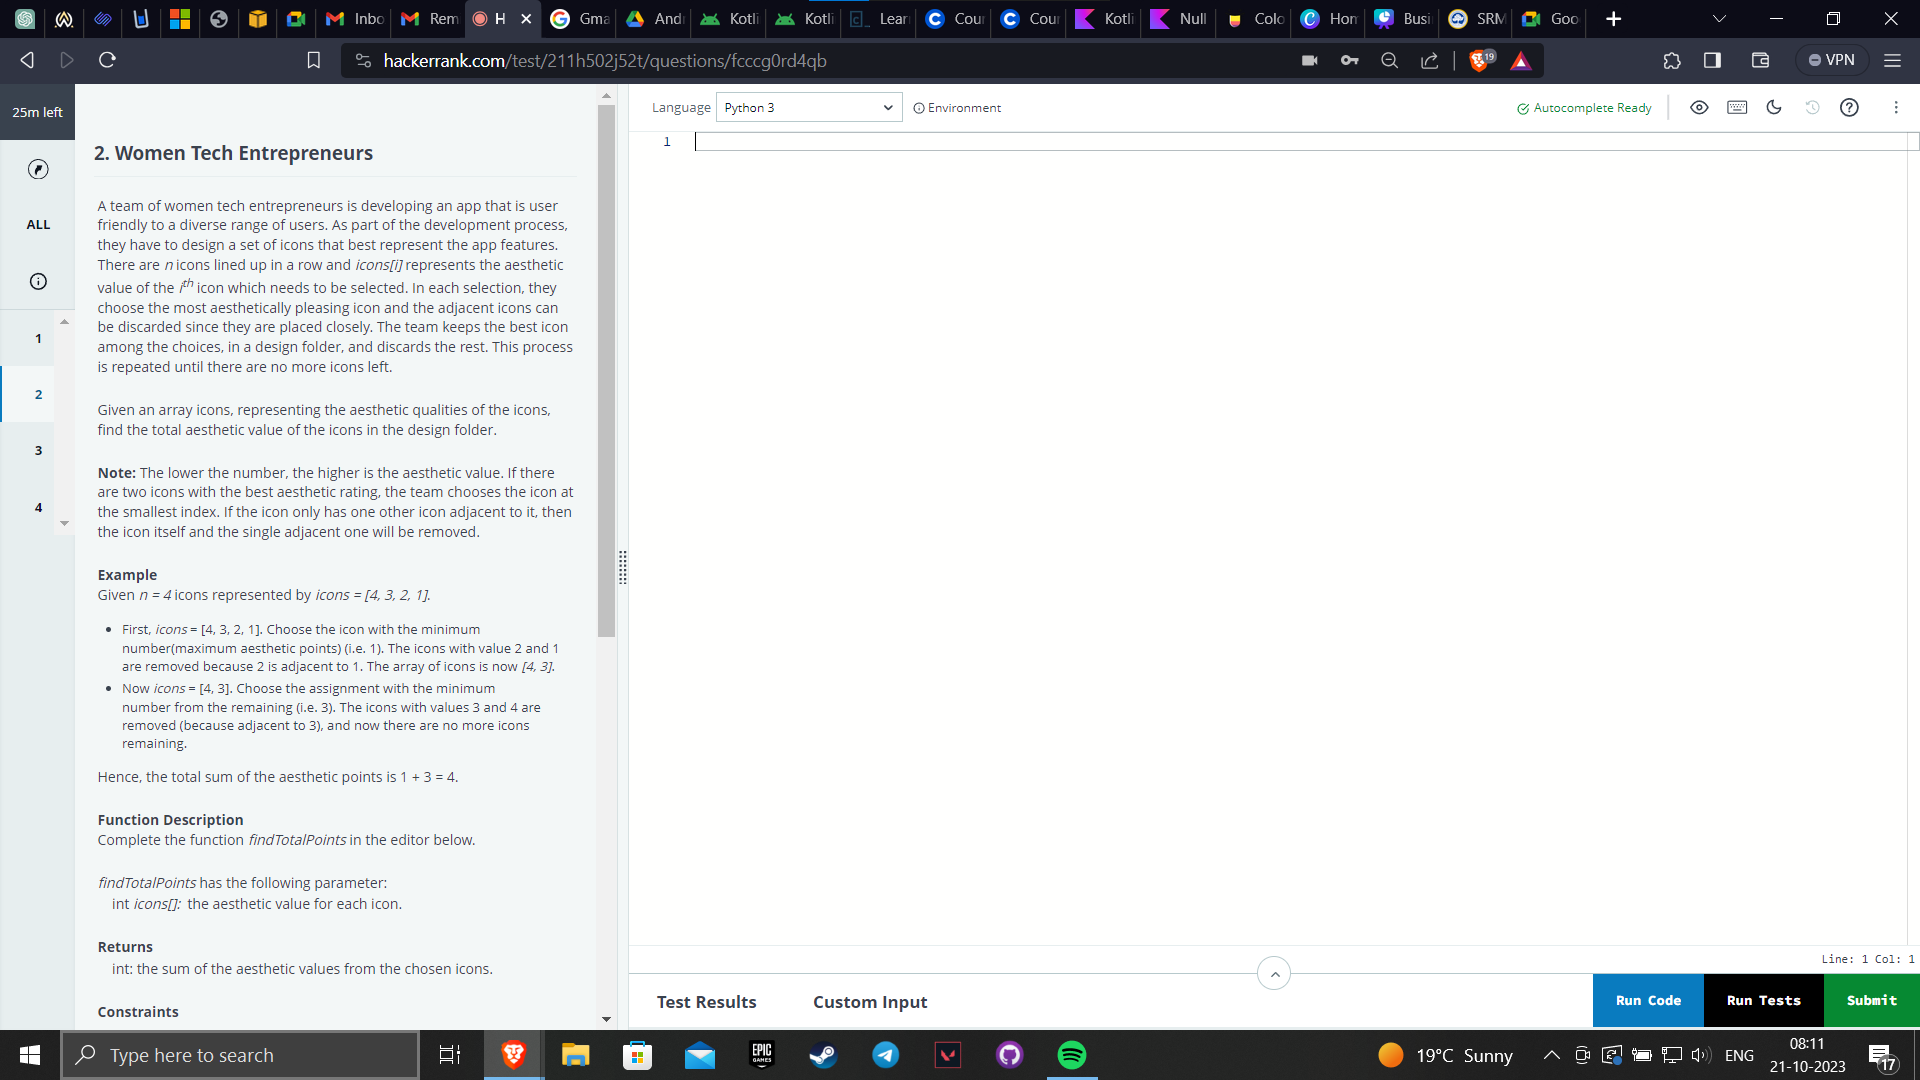 Inbo
Rem
H
Gma
Andr
Kotli
Kotli
Lear
Cour
Cour
Kotli
Null
Colo
Hom
Busi
SRM
Goo
hackerrank.com/test/211h502j52t/questions/fcccg0rd4qb
19
VPN
25m left
Language
Python 3
Environment
Autocomplete Ready
ALL
1
2
3
4
2. Women Tech Entrepreneurs
A team of women tech entrepreneurs is developing an app that is user
friendly to a diverse range of users. As part of the development process,
they have to design a set of icons that best represent the app features.
There are n icons lined up in a row and icons[i] represents the aesthetic
value of the ith icon which needs to be selected. In each selection, they
choose the most aesthetically pleasing icon and the adjacent icons can
be discarded since they are placed closely. The team keeps the best icon
among the choices, in a design folder, and discards the rest. This process
is repeated until there are no more icons left.
Given an array icons, representing the aesthetic qualities of the icons,
find the total aesthetic value of the icons in the design folder.
Note: The lower the number, the higher is the aesthetic value. If there
are two icons with the best aesthetic rating, the team chooses the icon at
the smallest index. If the icon only has one other icon adjacent to it, then
the icon itself and the single adjacent one will be removed.
Example
Given n = 4 icons represented by icons = [4, 3, 2, 1].
• First, icons = [4, 3, 2, 1]. Choose the icon with the minimum
number(maximum aesthetic points) (i.e. 1). The icons with value 2 and 1
are removed because 2 is adjacent to 1. The array of icons is now [4, 3].
• Now icons = [4, 3]. Choose the assignment with the minimum
number from the remaining (i.e. 3). The icons with values 3 and 4 are
removed (because adjacent to 3), and now there are no more icons
remaining.
Hence, the total sum of the aesthetic points is 1 + 3 = 4.
Function Description
Complete the function findTotalPoints in the editor below.
findTotalPoints has the following parameter:
int icons[]: the aesthetic value for each icon.
Returns
int: the sum of the aesthetic values from the chosen icons.
Constraints
1
Line: 1 Col: 1
Test Results
Custom Input
Run Code
Run Tests
Submit
Type here to search
EPIC
GAMES
19°C Sunny
ENG
08:11
21-10-2023
17